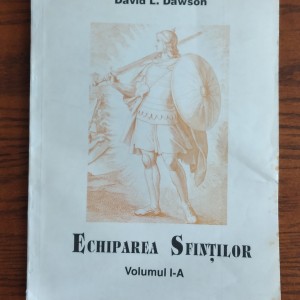 David L. Dawson
ECHIPAREA SFINȚILOR
Volumul I-A